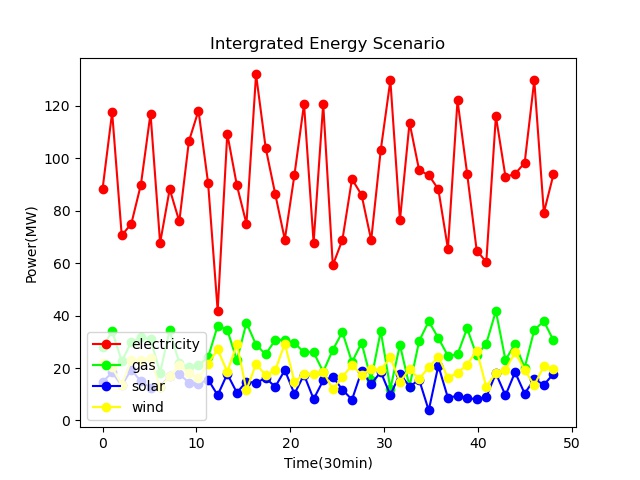 Intergrated Energy Scenario
Power(MW)
120
100
80
60
40
20
0
electricity
gas
solar
wind
0 10 20 30 40 50
Time(30min)